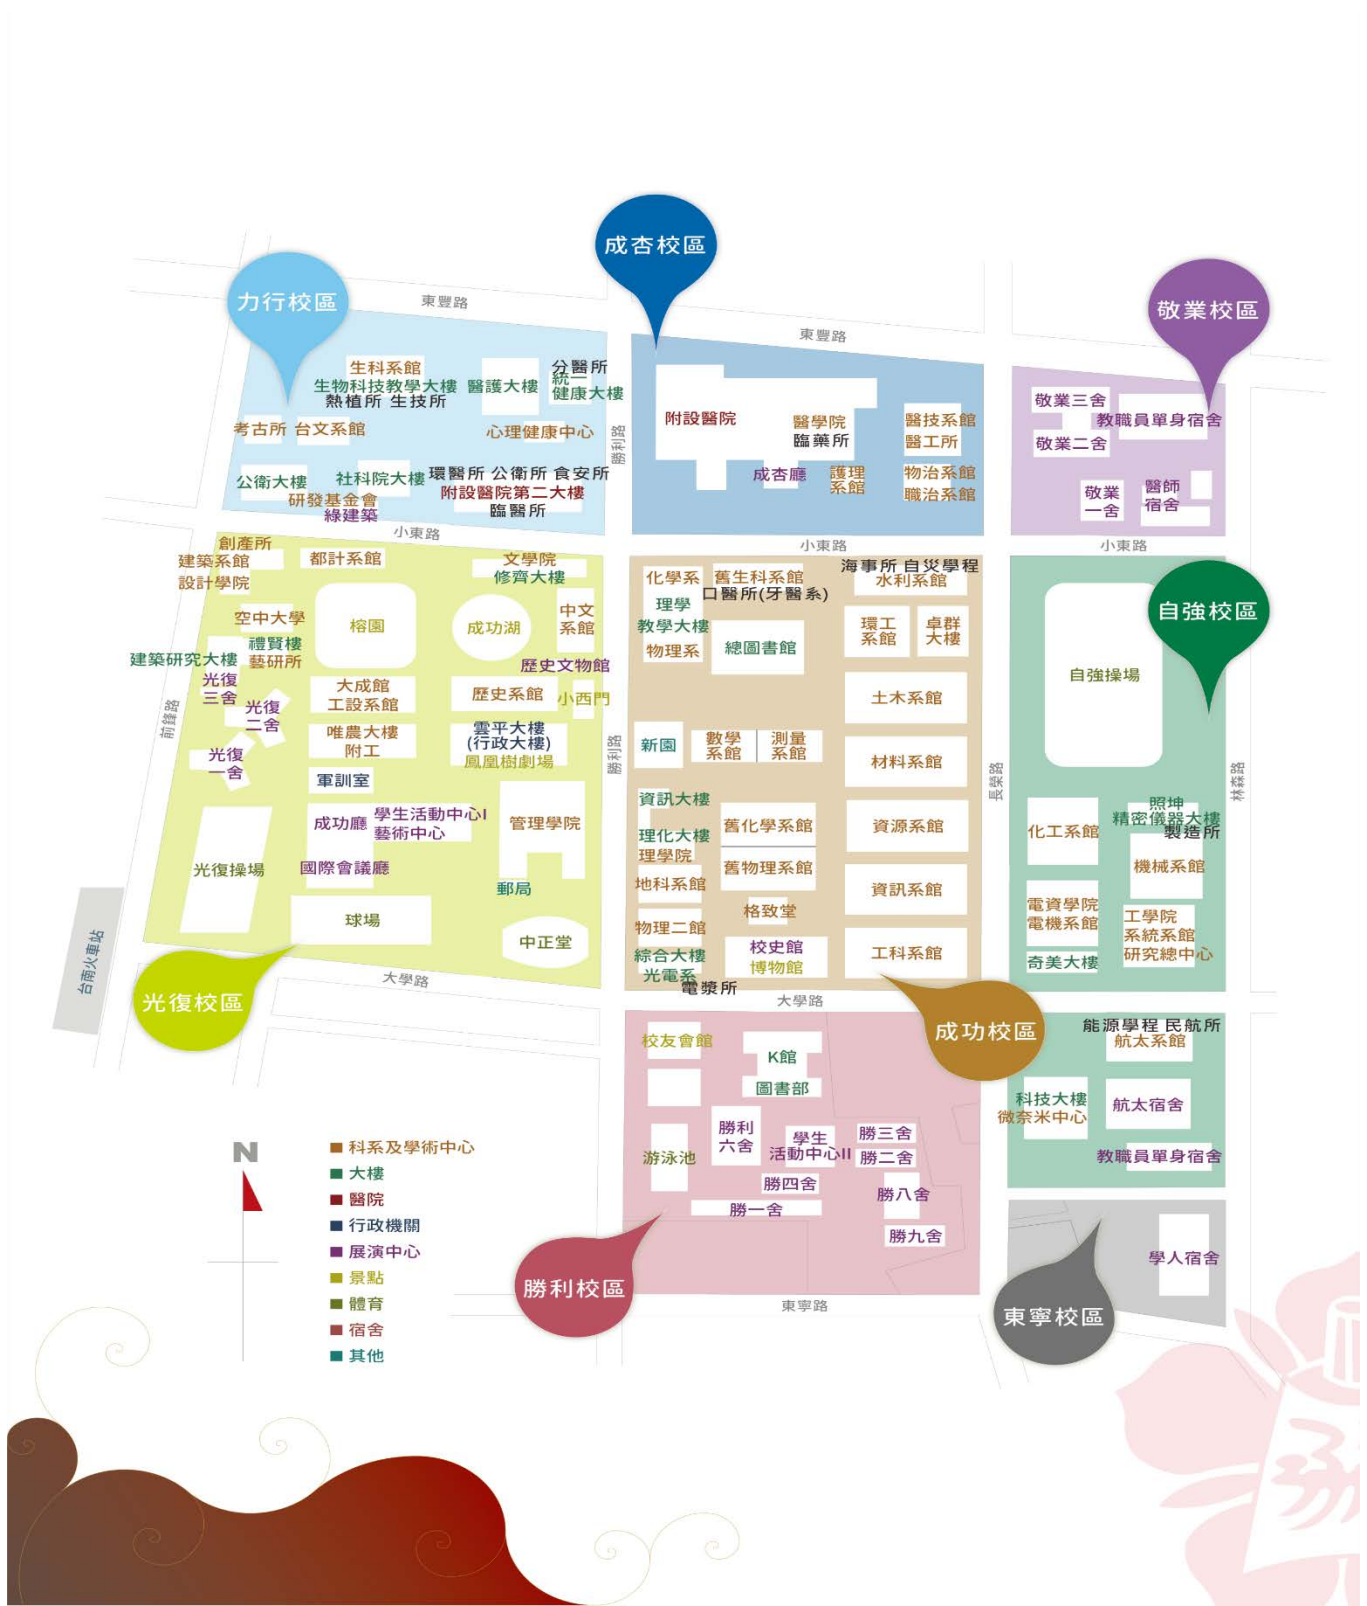 成杏校區
力行校區
敬業校區
東豐路
東豐路
生科系館
生物科技教學大樓
熱植所 生技所
醫護大樓
分醫所
統一
健康大樓
考古所
台文系館
心理健康中心
公衛大樓
社科院大樓
環醫所 公衛所 食安所
研發基金會
綠建築
附設醫院第二大樓
臨醫所
勝利路
附設醫院
醫學院
臨藥所
醫技系館
醫工所
成杏廳
護理
系館
物治系館
職治系館
敬業三舍
教職員單身宿舍
敬業二舍
敬業
一舍
醫師
宿舍
小東路
小東路
小東路
創產所
建築系館
設計學院
都計系館
文學院
修齊大樓
空中大學
榕園
成功湖
中文
系館
禮賢樓
建築研究大樓
藝研所
歷史文物館
光復
三舍
大成館
工設系館
歷史系館
小西門
光復
二舍
唯農大樓
附工
雲平大樓
(行政大樓)
鳳凰樹劇場
前鋒路
光復
一舍
軍訓室
成功廳
學生活動中心I
藝術中心
管理學院
光復操場
國際會議廳
郵局
球場
中正堂
台南火車站
光復校區
大學路
勝利路
化學系
舊生科系館
口醫所(牙醫系)
海事所 自災學程
水利系館
理學
教學大樓
物理系
總圖書館
環工
系館
卓群
大樓
土木系館
新園
數學
系館
測量
系館
材料系館
資訊大樓
理化大樓
理學院
舊化學系館
資源系館
地科系館
舊物理系館
資訊系館
物理二館
格致堂
綜合大樓
光電系
電漿所
校史館
博物館
工科系館
大學路
成功校區
長榮路
自強校區
自強操場
林森路
化工系館
照坤
精密儀器大樓
製造所
機械系館
電資學院
電機系館
工學院
系統系館
研究總中心
奇美大樓
能源學程 民航所
航太系館
科技大樓
微奈米中心
航太宿舍
教職員單身宿舍
校友會館
K館
圖書部
游泳池
勝利
六舍
學生
活動中心II
勝三舍
勝二舍
勝四舍
勝八舍
勝一舍
勝九舍
勝利校區
東寧路
東寧校區
學人宿舍
N
科系及學術中心
大樓
醫院
行政機關
展演中心
景點
體育
宿舍
其他